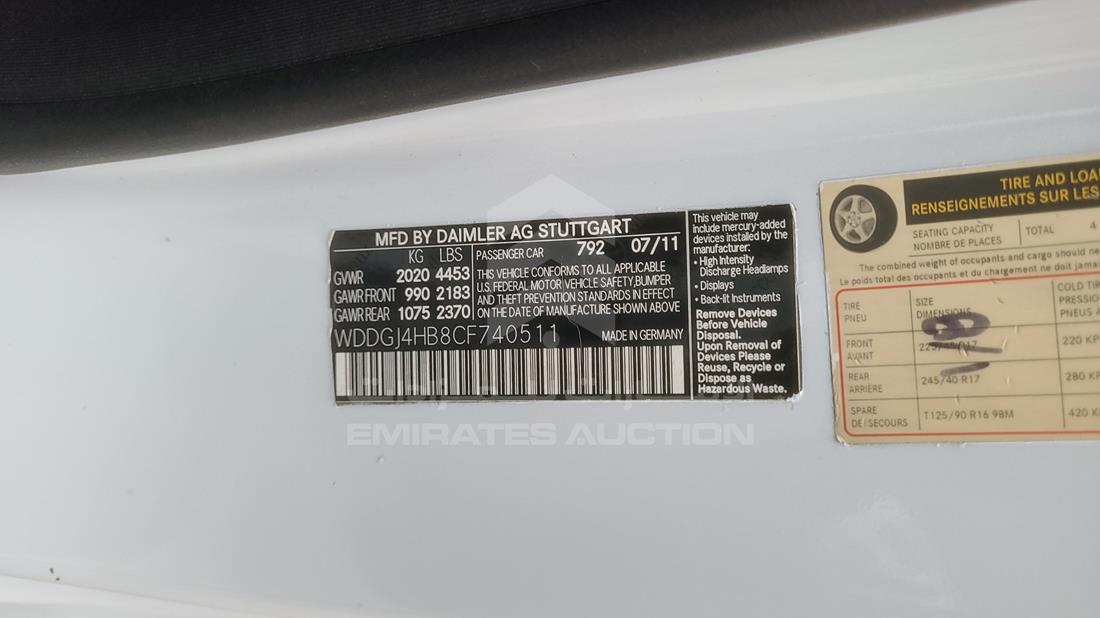 MFD BY DAIMLER AG STUTTGART
KG LBS PASSENGER CAR 792 07/11
GVWR 2020 4453
GAWR FRONT 990 2183
GAWR REAR 1075 2370
THIS VEHICLE CONFORMS TO ALL APPLICABLE
U.S. FEDERAL MOTOR VEHICLE SAFETY,BUMPER
AND THEFT PREVENTION STANDARDS IN EFFECT
ON THE DATE OF MANUFACTURE SHOWN ABOVE
WDDGJ4HB8CF740511 MADE IN GERMANY
This vehicle may
include mercury-added
devices installed by the
manufacturer:
• High Intensity
Discharge Headlamps
• Displays
• Back-lit Instruments
Remove Devices
Before Vehicle
Disposal.
Upon Removal of
Devices Please
Reuse, Recycle or
Dispose as
Hazardous Waste.
EMIRATES AUCTION
TIRE AND LOA
RENSEIGNEMENTS SUR LES
SEATING CAPACITY
NOMBRE DE PLACES
TOTAL 4
The combined weight of occupants and cargo should ne
Le poids total des occupants et du chargement ne doit jama
TIRE
PNEU
SIZE
DIMENSIONS
COLD TIR
PRESSIO
PNEUS A
FRONT
AVANT
225/45 R17
220 KP
REAR
ARRIÈRE
245/40 R17
280 KP
SPARE
DE/SECOURS
T125/90 R16 98M
420 K